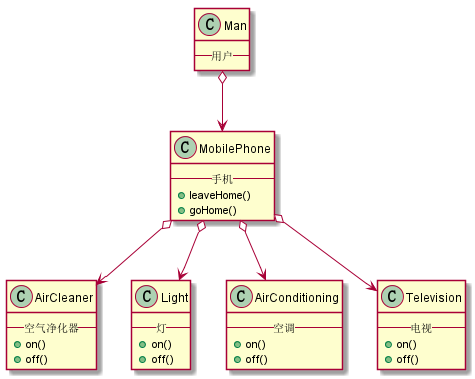 C Man
用户
C MobilePhone
手机
leaveHome()
goHome()
C AirCleaner
空气净化器
on()
off()
C Light
灯
on()
off()
C AirConditioning
空调
on()
off()
C Television
电视
on()
off()